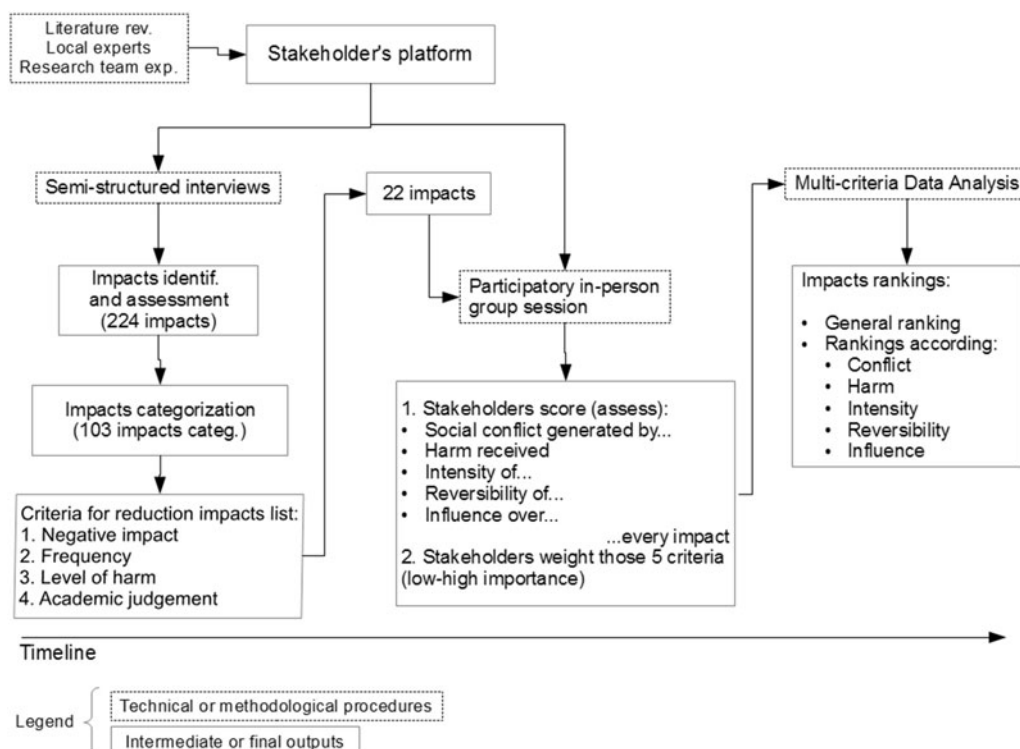 Literature rev.
Local experts
Research team exp.
Stakeholder's platform
Semi-structured interviews
Impacts identif.
and assessment
(224 impacts)
Impacts categorization
(103 impacts categ.)
Criteria for reduction impacts list:
1. Negative impact
2. Frequency
3. Level of harm
4. Academic judgement
22 impacts
Participatory in-person
group session
1. Stakeholders score (assess):
• Social conflict generated by...
• Harm received
• Intensity of...
• Reversibility of...
• Influence over...
...every impact
2. Stakeholders weight those 5 criteria
(low-high importance)
Multi-criteria Data Analysis
Impacts rankings:
• General ranking
• Rankings according:
• Conflict
• Harm
• Intensity
• Reversibility
• Influence
Timeline
Legend
Technical or methodological procedures
Intermediate or final outputs